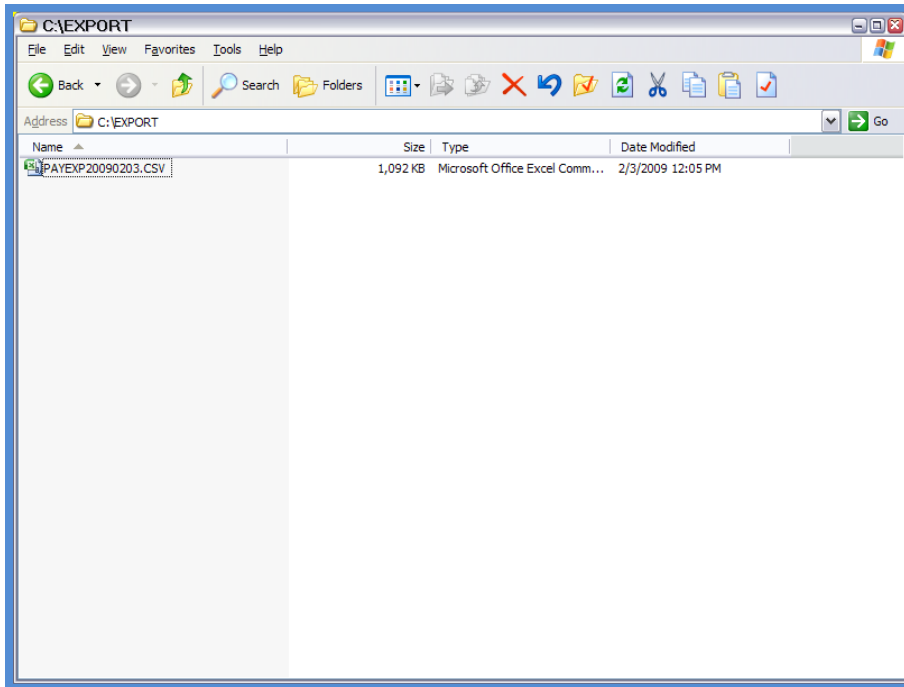 C:\EXPORT
File Edit View Favorites Tools Help
Back Search Folders
Address C:\EXPORT Go
Name Size Type Date Modified
PAYEXP20090203.CSV 1,092 KB Microsoft Office Excel Comm... 2/3/2009 12:05 PM